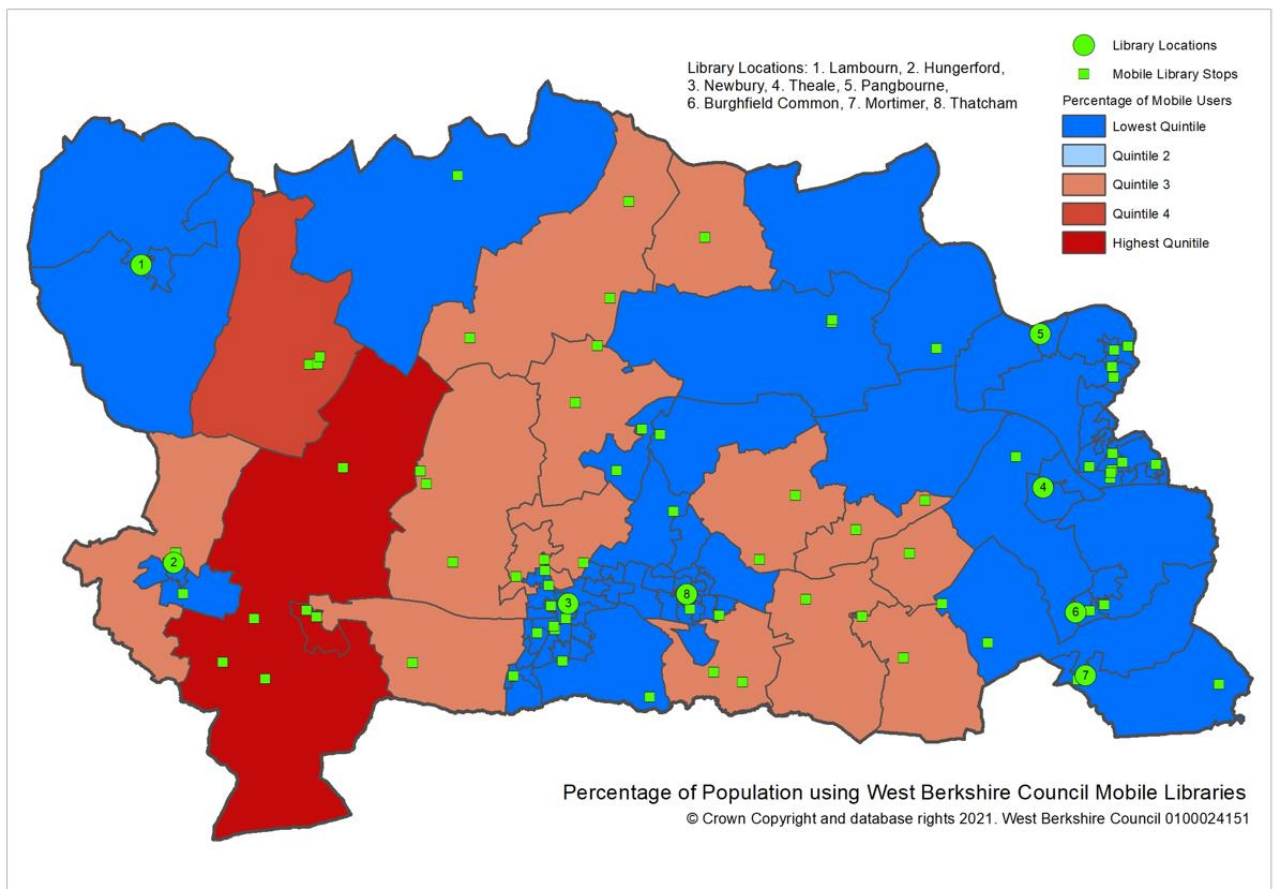 Library Locations: 1. Lambourn, 2. Hungerford,
3. Newbury, 4. Theale, 5. Pangbourne,
6. Burghfield Common, 7. Mortimer, 8. Thatcham
Library Locations
Mobile Library Stops
Percentage of Mobile Users
Lowest Quintile
Quintile 2
Quintile 3
Quintile 4
Highest Qunitile
1
5
4
2
3
8
6
7
Percentage of Population using West Berkshire Council Mobile Libraries
© Crown Copyright and database rights 2021. West Berkshire Council 0100024151